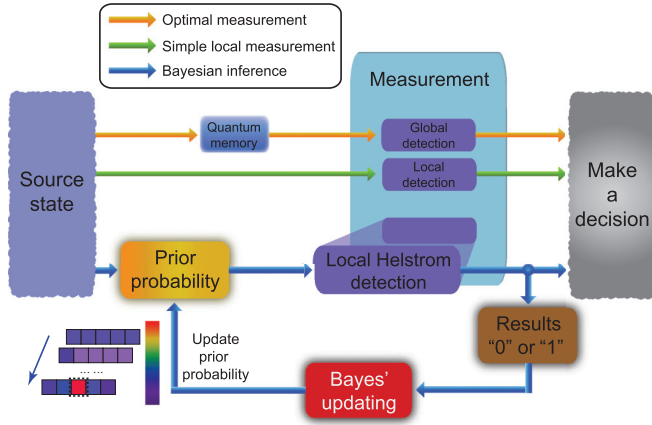 Optimal measurement
Simple local measurement
Bayesian inference
Measurement
Quantum
memory
Global
detection
Local
detection
Source
state
Make
a
decision
Prior
probability
Local Helstrom
detection
Results
“0” or “1”
Update
prior
probability
Bayes’
updating
... ...